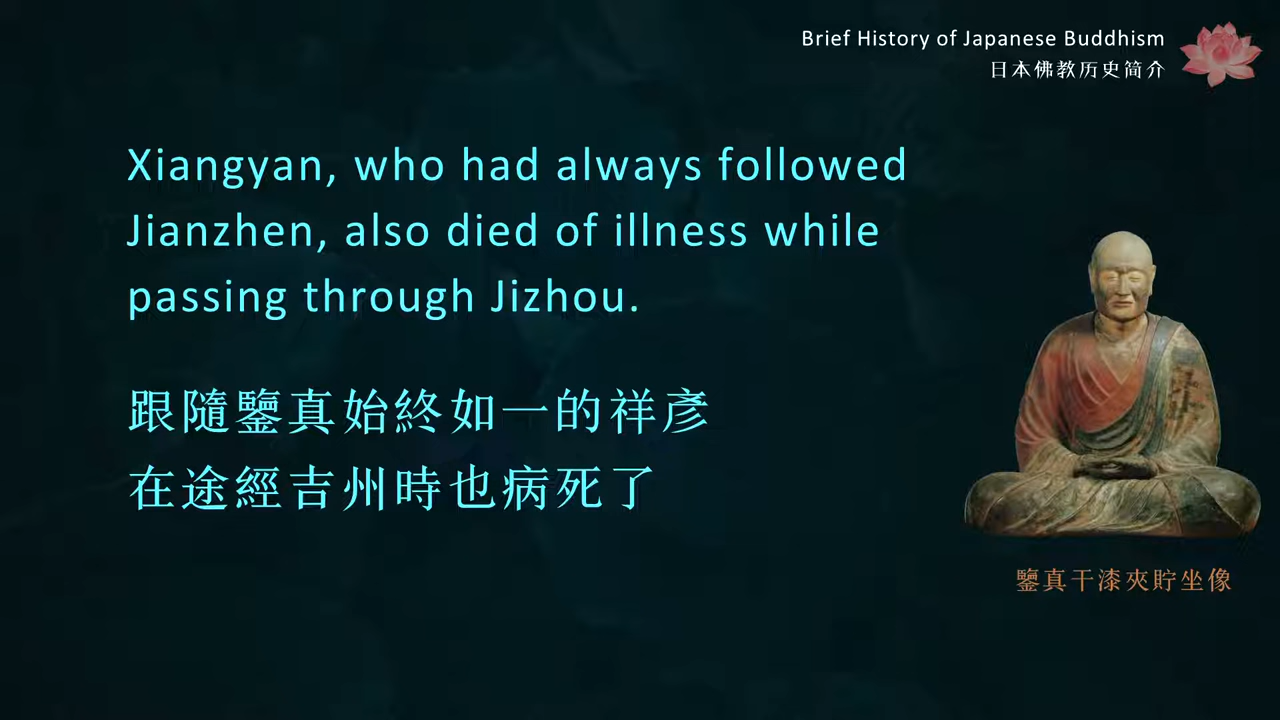 Brief History of Japanese Buddhism
日本佛教历史简介
Xiangyan, who had always followed
Jianzhen, also died of illness while
passing through Jizhou.
跟隨鑒真始終如一的祥彥
在途經吉州時也病死了
鑒真干漆夾貯坐像